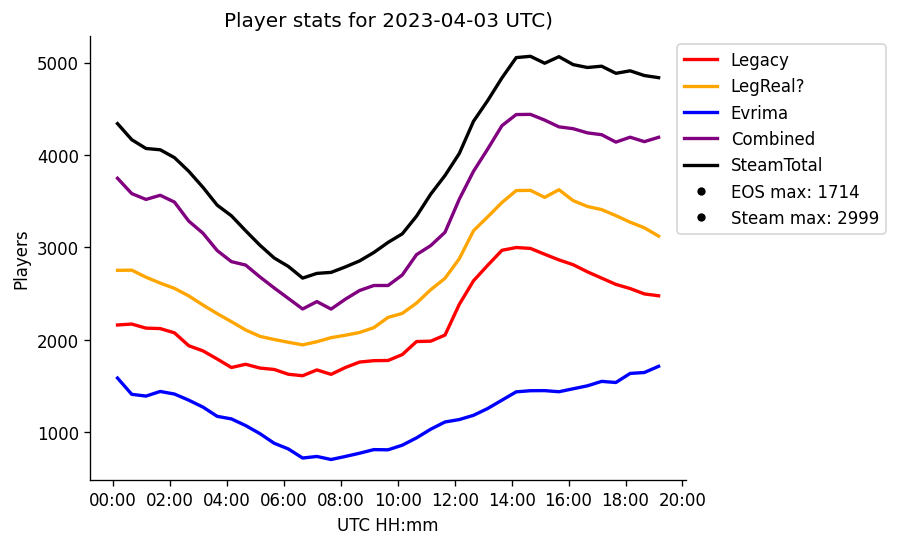 Player stats for 2023-04-03 UTC)
Legacy
LegReal?
Evrima
Combined
SteamTotal
EOS max: 1714
Steam max: 2999
Players
5000
4000
3000
2000
1000
00:00 02:00 04:00 06:00 08:00 10:00 12:00 14:00 16:00 18:00 20:00
UTC HH:mm